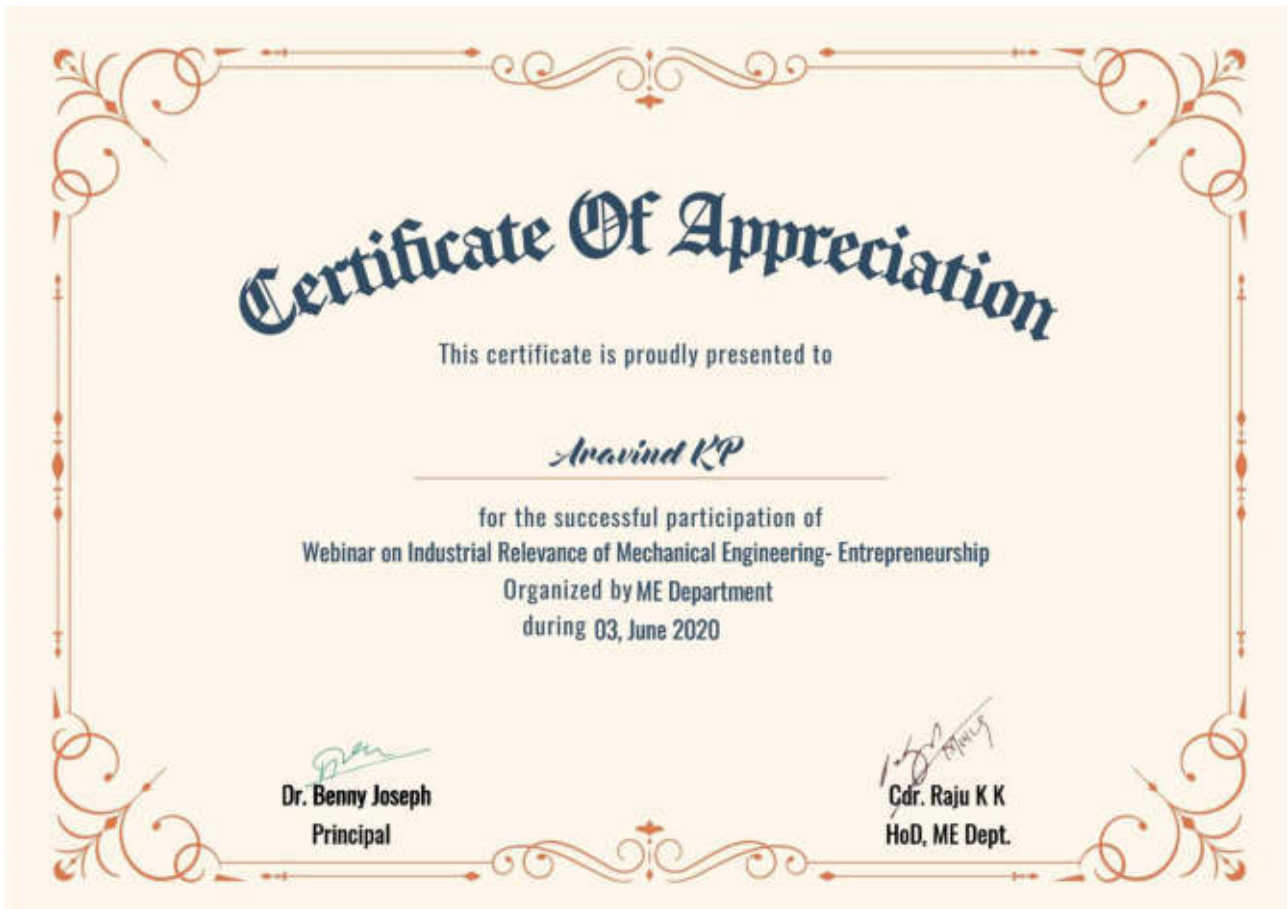 Certificate Of Appreciation
This certificate is proudly presented to
Aravind KP
for the successful participation of
Webinar on Industrial Relevance of Mechanical Engineering- Entrepreneurship
Organized by ME Department
during 03, June 2020
Dr. Benny Joseph
Principal
Cdr. Raju K K
HoD, ME Dept.